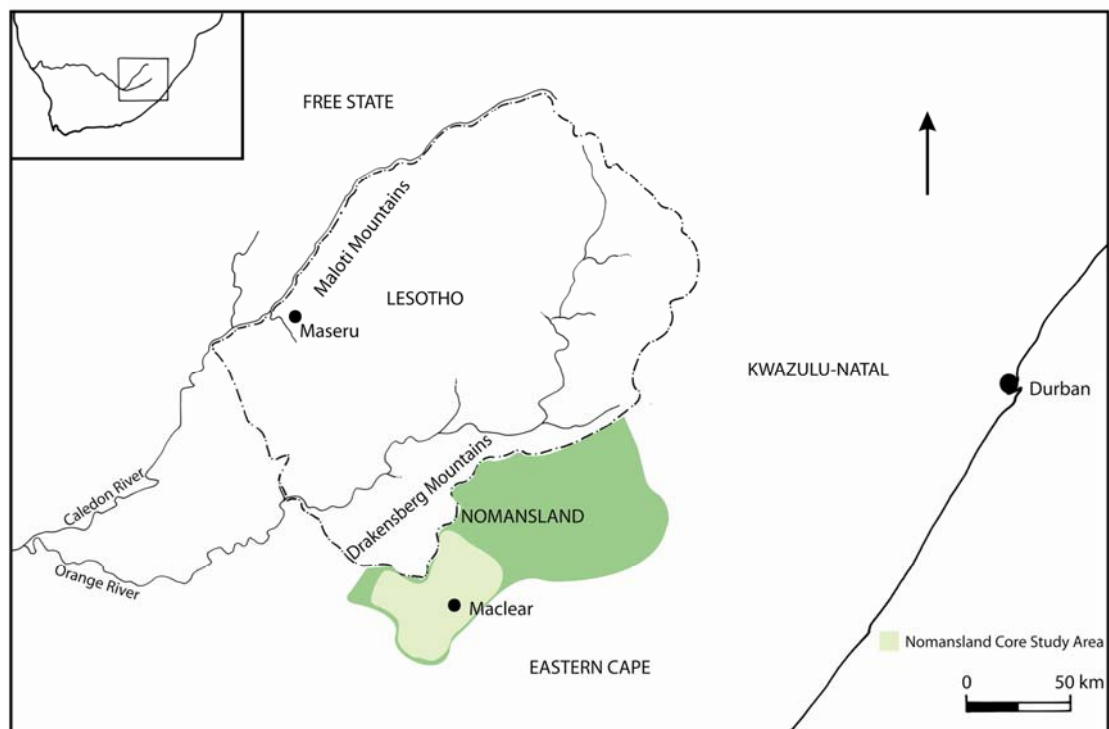 FREE STATE
Maloti Mountains
LESOTHO
Maseru
KWAZULU-NATAL
Durban
Caledon River
Drakensberg Mountains
NOMANSLAND
Orange River
Maclear
Nomansland Core Study Area
EASTERN CAPE
0 50 km